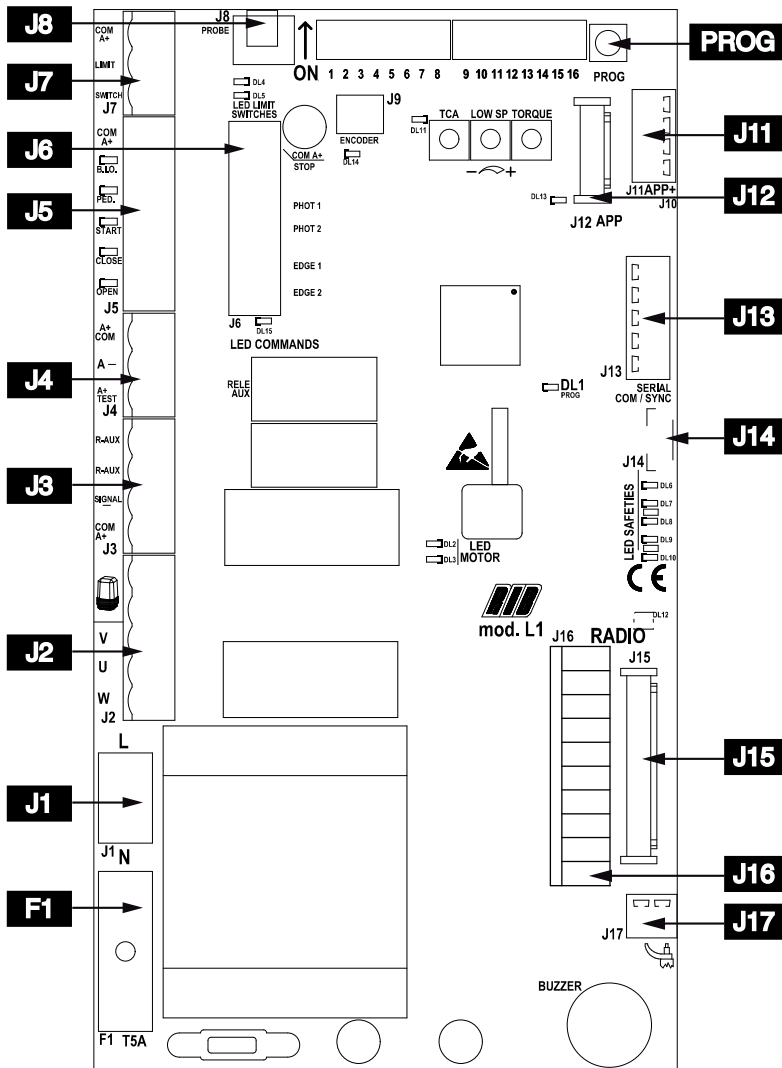 J8
PROG
J7
J11
J6
J12
J5
J13
J4
J14
J3
J2
J15
J1
J16
F1
J17
COM
A+
LIMIT
SWITCH
J7
COM
A+
B.I.O.
PED.
START
CLOSE
OPEN
J5
A+
COM
A –
A+
TEST
J4
R-AUX
R-AUX
SIGNAL
—
COM
A+
J3
V
U
W
J2
L
J1 N
F1 T5A
J8
PROBE
ON
1 2 3 4 5 6 7 8
9 10 11 12 13 14 15 16
PROG
DL4
DL5
LED LIMIT
SWITCHES
J9
ENCODER
DL14
COM A+
STOP
PHOT 1
PHOT 2
EDGE 1
EDGE 2
J6
DL15
LED COMMANDS
RELE
AUX
TCA LOW SP TORQUE
DL11
– +
DL13
J12 APP
J11 APP+
J10
J13
SERIAL
COM / SYNC
DL1
PROG
J14
LED SAFETIES
DL6
DL7
DL8
DL9
DL10
CE
DL2
DL3
LED
MOTOR
mod. L1
DL12
J16 RADIO
J15
J17
BUZZER